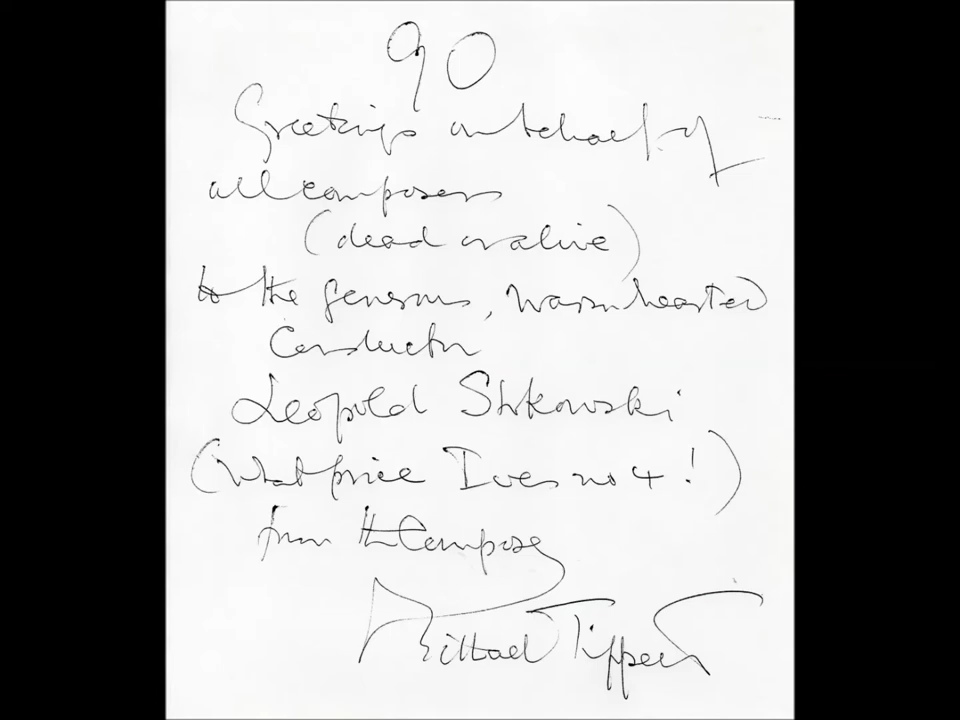 90
Greetings on behalf of
all composers
(dead or alive)
to the generous, warmhearted
Conductor
Leopold Stokowski
(What price Ives no 4!)
from the Composer
Michael Tippett